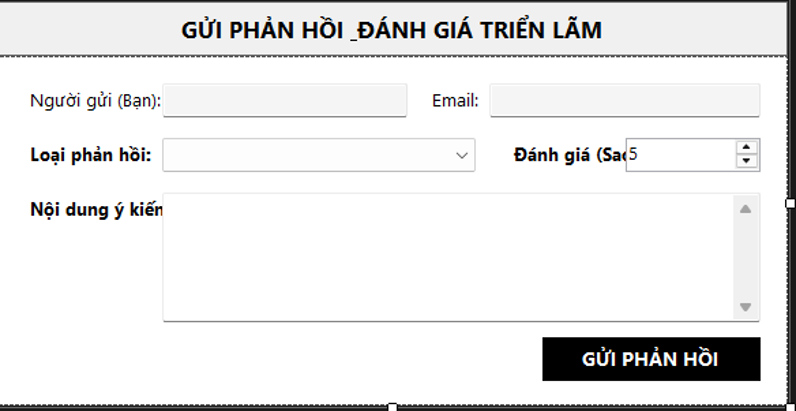 GỬI PHẢN HỒI _ĐÁNH GIÁ TRIỂN LÃM
Người gửi (Bạn): Email:
Loại phản hồi: Đánh giá (Sao 5
Nội dung ý kiến
GỬI PHẢN HỒI